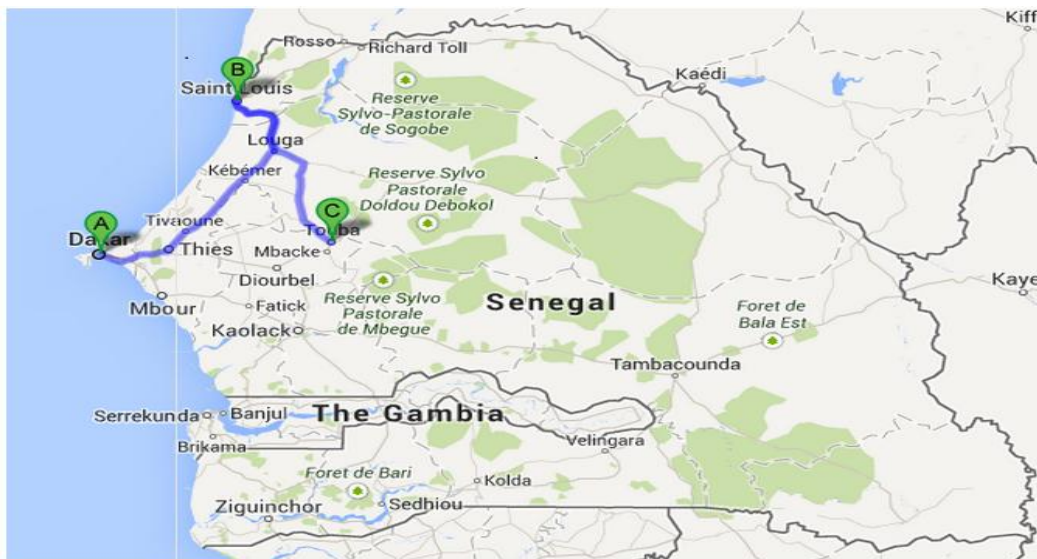 Kiff
Rosso
Richard Toll
B
Kaédi
Saint Louis
Reserve
Sylvo-Pastorale
de Sogobe
Louga
Kébémer
Reserve Sylvo
Pastorale
Doldou Debokol
A
C
Tivaoune
Touba
Dakar
Thies
Mbacke
Diourbel
Kaye
Mbour
Fatick
Reserve Sylvo
Pastorale
de Mbegue
Senegal
Foret de
Bala Est
Kaolack
Tambacounda
Serrekunda
Banjul
The Gambia
Brikama
Velingara
Foret de Bari
Kolda
Ziguinchor
Sedhiou